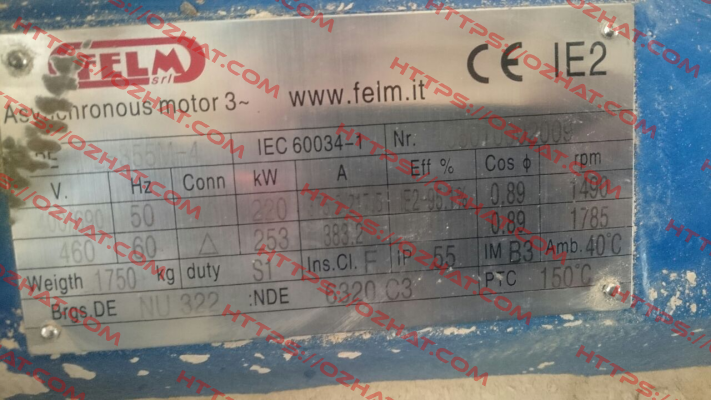 FELM
srl
CE IE2
Asynchronous motor 3~ www.feim.it
355M-4 IEC 60034-1 Nr.
V. Hz Conn kW A Eff % Cos ϕ rpm
50 220 0.89 1490
460 60 △ 253 383.2 0.89 1785
Weigth 1750 kg duty S1 Ins.Cl. F iP 55 IM B3 Amb. 40°C
Brgs.DE NU 322 :NDE 6320 C3 PTC 150°C
HTTPS://OZHAT.COM